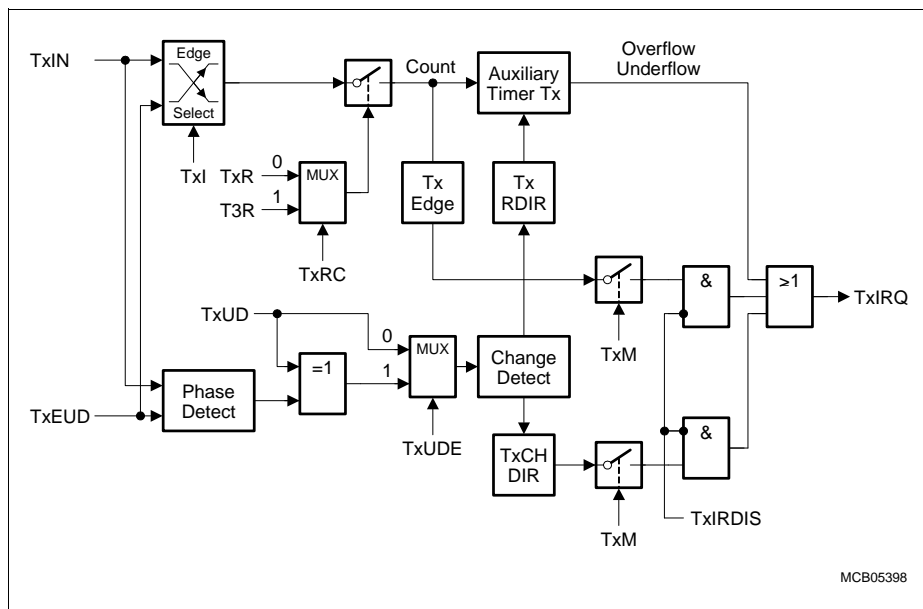 TxIN
Edge
Select
TxI
Count
Auxiliary
Timer Tx
Overflow
Underflow
TxR
0
T3R
1
MUX
TxRC
Tx
Edge
Tx
RDIR
TxM
&
≥1
TxIRQ
TxUD
0
1
MUX
=1
Change
Detect
TxEUD
Phase
Detect
TxUDE
TxCH
DIR
TxM
&
TxIRDIS
MCB05398